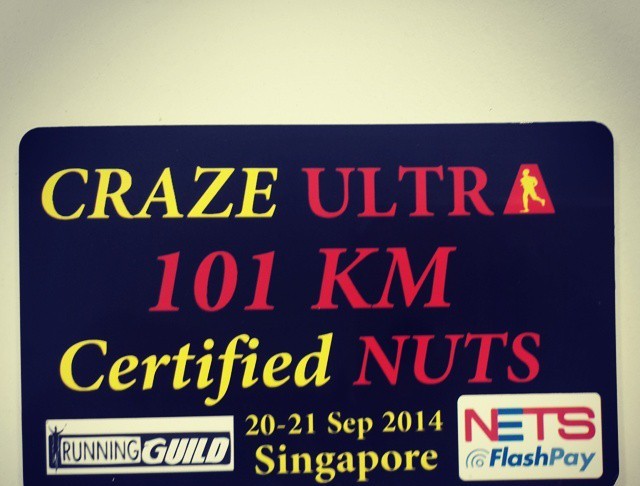 CRAZE ULTRA
101 KM
Certified NUTS
20-21 Sep 2014
Singapore
RUNNING GUILD
NETS
FlashPay